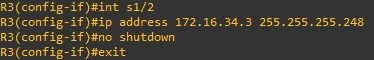 R3(config-if)#int s1/2
R3(config-if)#ip address 172.16.34.3 255.255.255.248
R3(config-if)#no shutdown
R3(config-if)#exit